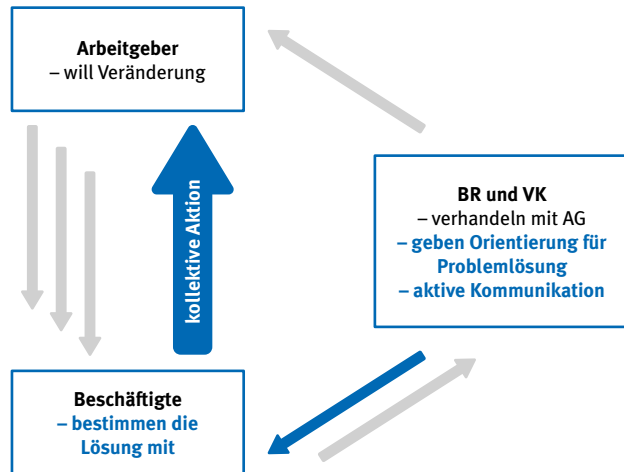 Arbeitgeber
– will Veränderung
kollektive Aktion
BR und VK
– verhandeln mit AG
– geben Orientierung für
Problemlösung
– aktive Kommunikation
Beschäftigte
– bestimmen die
Lösung mit